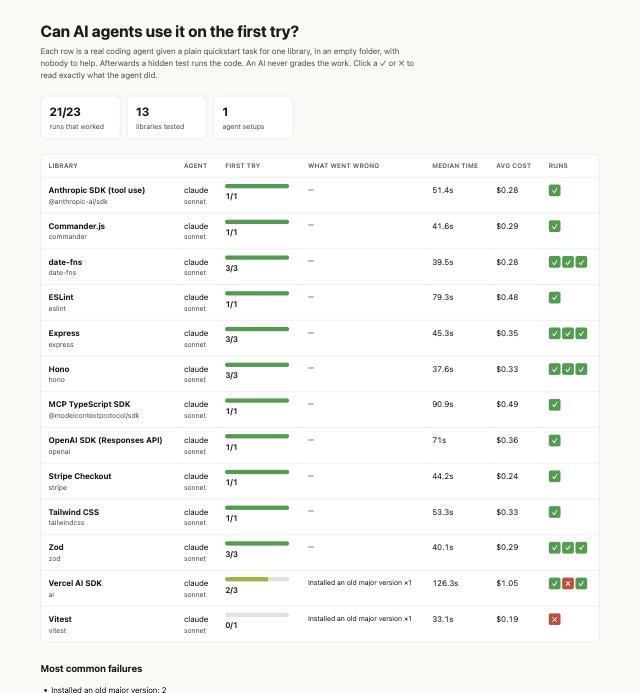 Can AI agents use it on the first try?
Each row is a real coding agent given a plain quickstart task for one library, in an empty folder, with
nobody to help. Afterwards a hidden test runs the code. An AI never grades the work. Click a ✓ or ✕ to
read exactly what the agent did.
21/23 13 1
runs that worked libraries tested agent setups
LIBRARY AGENT FIRST TRY WHAT WENT WRONG MEDIAN TIME AVG COST RUNS
Anthropic SDK (tool use) claude — 51.4s $0.28 ✓
@anthropic-ai/sdk sonnet 1/1
Commander.js claude — 41.6s $0.29 ✓
commander sonnet 1/1
date-fns claude — 39.5s $0.28 ✓ ✓ ✓
date-fns sonnet 3/3
ESLint claude — 79.3s $0.48 ✓
eslint sonnet 1/1
Express claude — 45.3s $0.35 ✓ ✓ ✓
express sonnet 3/3
Hono claude — 37.6s $0.33 ✓ ✓ ✓
hono sonnet 3/3
MCP TypeScript SDK claude — 90.9s $0.49 ✓
@modelcontextprotocol/sdk sonnet 1/1
OpenAI SDK (Responses API) claude — 71s $0.36 ✓
openai sonnet 1/1
Stripe Checkout claude — 44.2s $0.24 ✓
stripe sonnet 1/1
Tailwind CSS claude — 53.3s $0.33 ✓
tailwindcss sonnet 1/1
Zod claude — 40.1s $0.29 ✓ ✓ ✓
zod sonnet 3/3
Vercel AI SDK claude Installed an old major version ×1 126.3s $1.05 ✓ ✕ ✓
ai sonnet 2/3
Vitest claude Installed an old major version ×1 33.1s $0.19 ✕
vitest sonnet 0/1
Most common failures
• Installed an old major version: 2